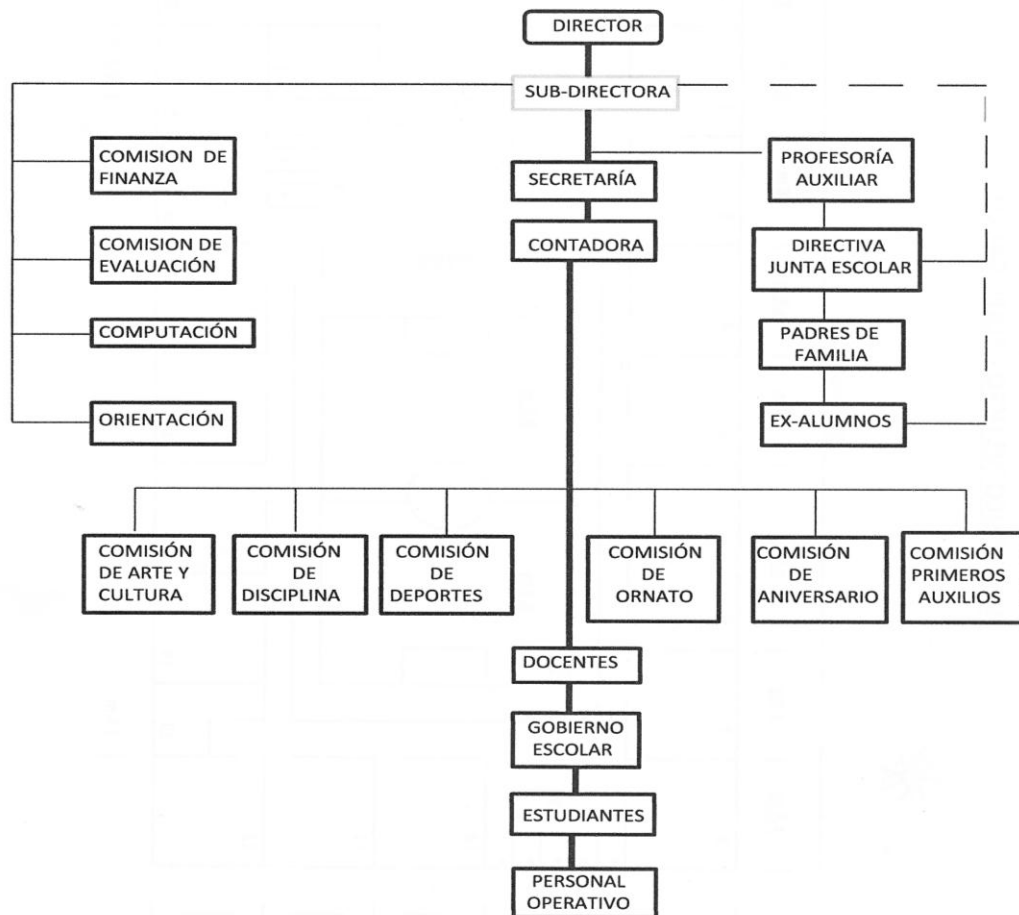 DIRECTOR
SUB-DIRECTORA
COMISION DE
FINANZA
SECRETARÍA
PROFESORÍA
AUXILIAR
COMISION DE
EVALUACIÓN
CONTADORA
DIRECTIVA
JUNTA ESCOLAR
COMPUTACIÓN
PADRES DE
FAMILIA
ORIENTACIÓN
EX-ALUMNOS
COMISIÓN
DE ARTE Y
CULTURA
COMISIÓN
DE
DISCIPLINA
COMISIÓN
DE
DEPORTES
COMISIÓN
DE
ORNATO
COMISIÓN
DE
ANIVERSARIO
COMISIÓN
PRIMEROS
AUXILIOS
DOCENTES
GOBIERNO
ESCOLAR
ESTUDIANTES
PERSONAL
OPERATIVO